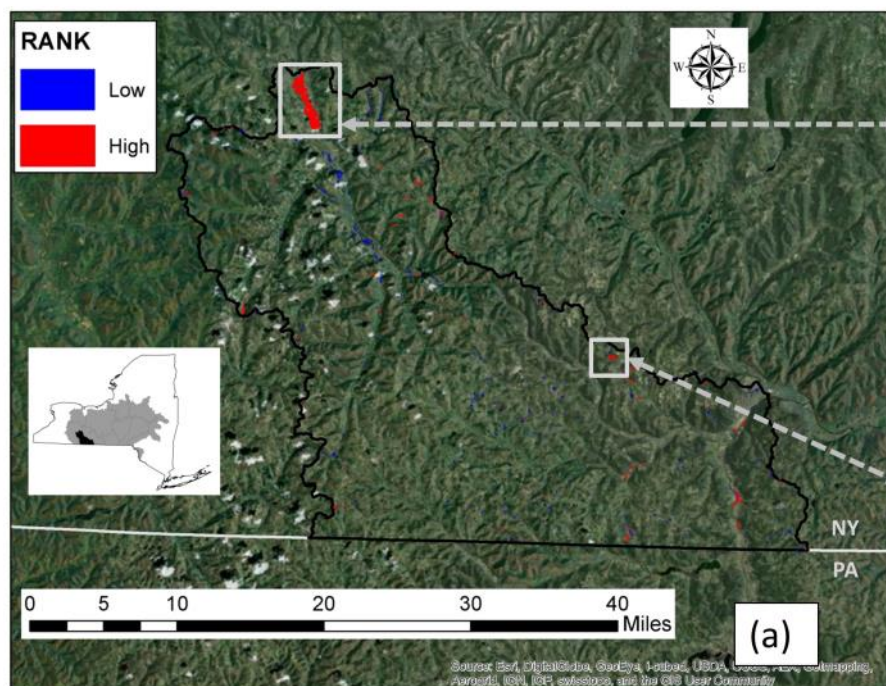 RANK
Low
High
N
W E
S
NY
PA
0 5 10 20 30 40
Miles
(a)
Source: Esri, DigitalGlobe, GeoEye, i-cubed, USDA, USGS, AEX, Getmapping,
Aerogrid, IGN, IGP, swisstopo, and the GIS User Community